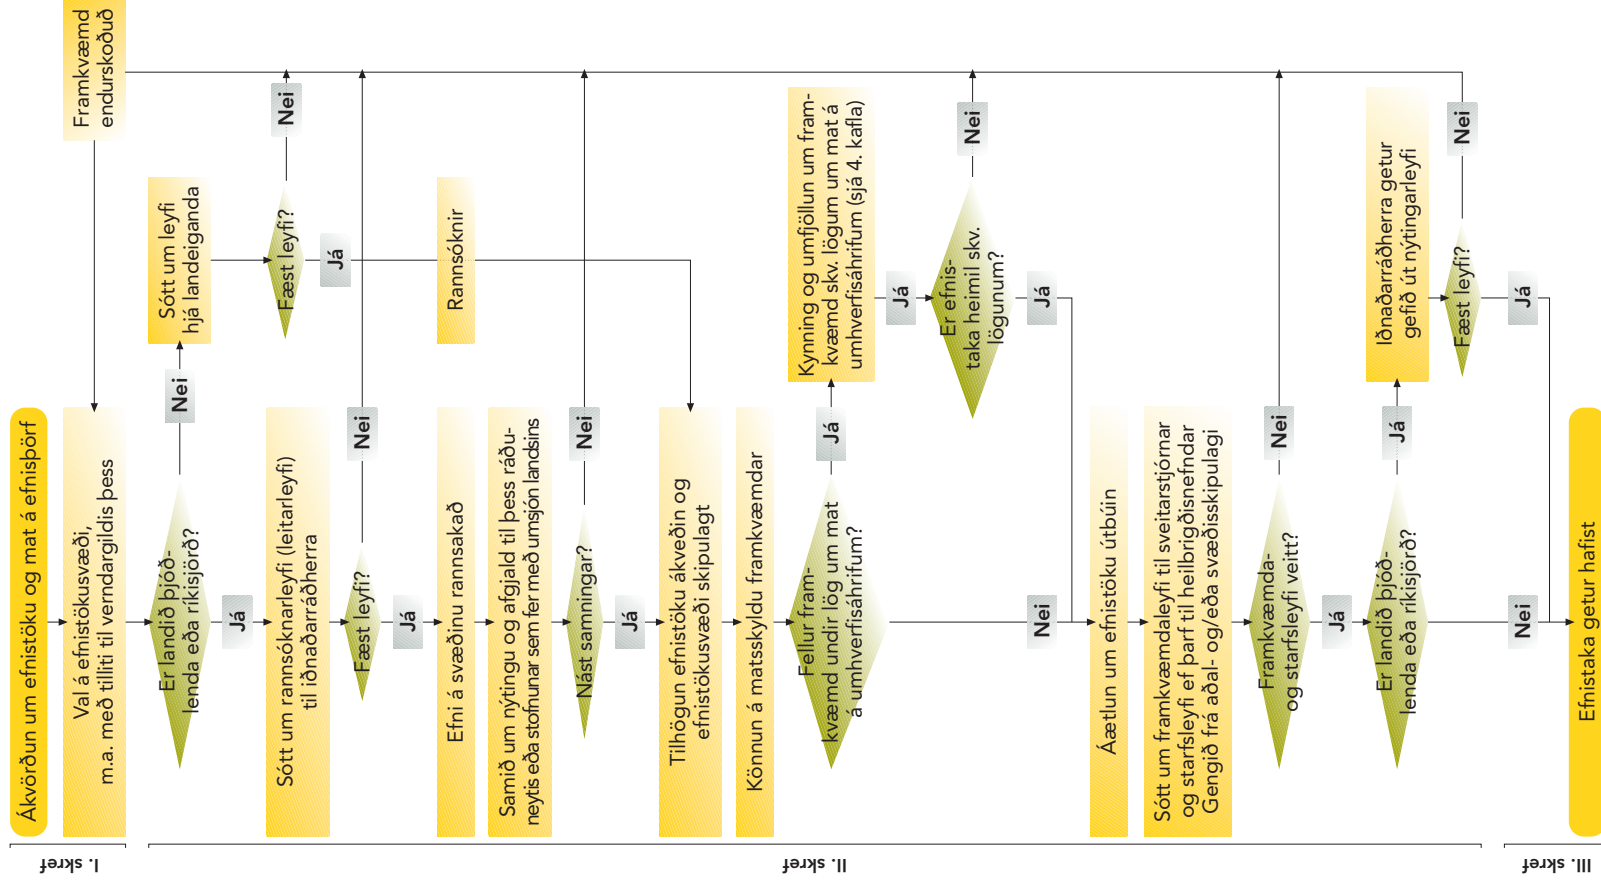 Ákvörðun um efnistöku og mat á efnisþörf
Val á efnistökusvæði,
m.a. með tilliti til verndargildis þess
Framkvæmd
endurskoðuð
Er landið þjóð-
lenda eða ríkisjörð?
Nei
Sótt um leyfi
hjá landeiganda
Já
Sótt um rannsóknarleyfi (leitarleyfi)
til iðnaðarráðherra
Fæst leyfi?
Nei
Já
Fæst leyfi?
Nei
Já
Efni á svæðinu rannsakað
Rannsóknir
Samið um nýtingu og afgjald til þess ráðu-
neytis eða stofnunar sem fer með umsjón landsins
Nást samningar?
Nei
Já
Tilhögun efnistöku ákveðin og
efnistökusvæði skipulagt
Könnun á matsskyldu framkvæmdar
Fellur fram-
kvæmd undir lög um mat
á umhverfisáhrifum?
Já
Kynning og umfjöllun um fram-
kvæmd skv. lögum um mat á
umhverfisáhrifum (sjá 4. kafla)
Já
Er efnis-
taka heimil skv.
lögunum?
Nei
Já
Nei
Áætlun um efnistöku útbúin
Sótt um framkvæmdaleyfi til sveitarstjórnar
og starfsleyfi ef þarf til heilbrigðisnefndar
Gengið frá aðal- og/eða svæðisskipulagi
Framkvæmda-
og starfsleyfi veitt?
Nei
Já
Er landið þjóð-
lenda eða ríkisjörð?
Já
Iðnaðarráðherra getur
gefið út nýtingarleyfi
Fæst leyfi?
Nei
Já
Nei
Efnistaka getur hafist
I. skref
II. skref
III. skref